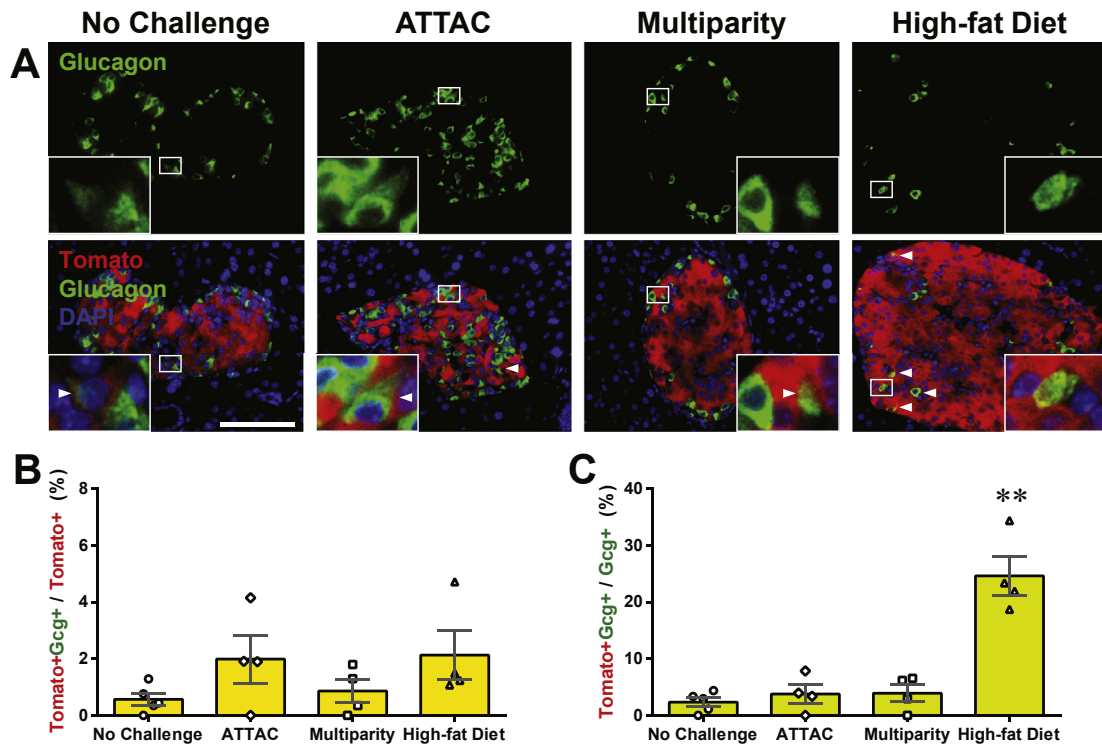 No Challenge ATTAC Multiparity High-fat Diet
A
Glucagon
Tomato
Glucagon
DAPI
B
Tomato+Gcg+ / Tomato+ (%)
8
6
4
2
0
No Challenge ATTAC Multiparity High-fat Diet
C
Tomato+Gcg+ / Gcg+ (%)
40
30
20
10
0
**
No Challenge ATTAC Multiparity High-fat Diet